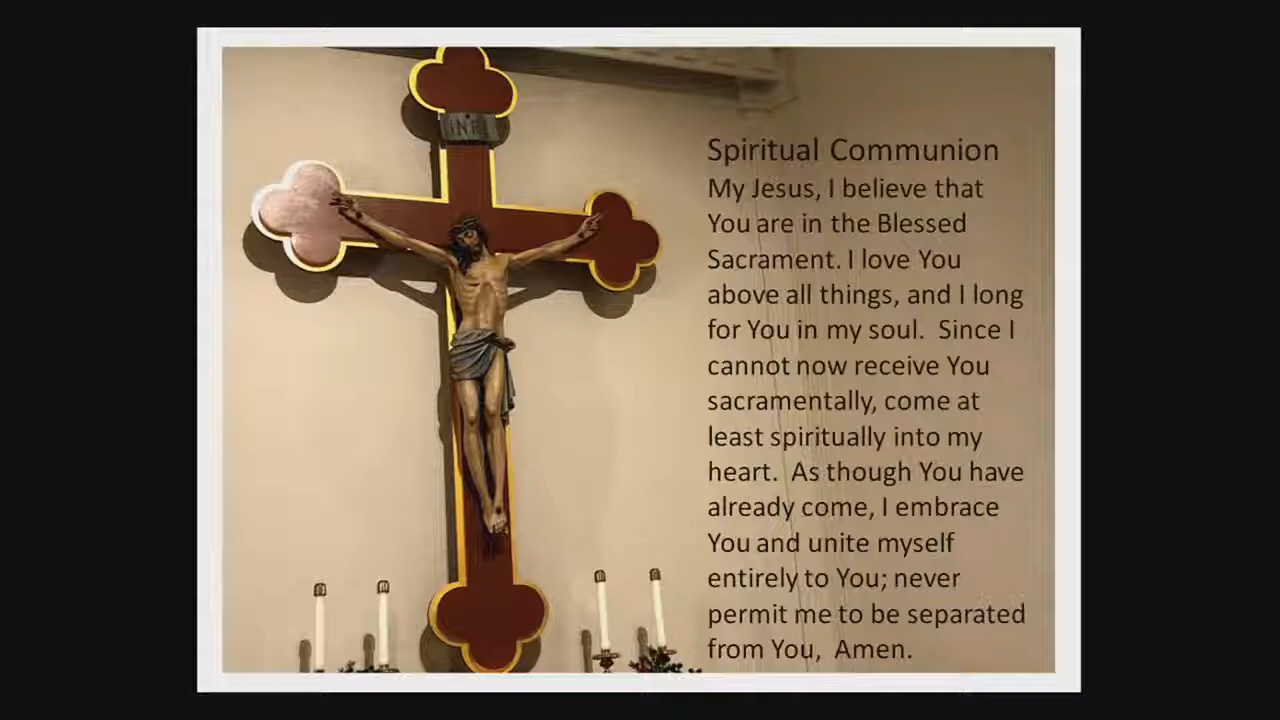 INRI
Spiritual Communion
My Jesus, I believe that
You are in the Blessed
Sacrament. I love You
above all things, and I long
for You in my soul.  Since I
cannot now receive You
sacramentally, come at
least spiritually into my
heart.  As though You have
already come, I embrace
You and unite myself
entirely to You; never
permit me to be separated
from You,  Amen.